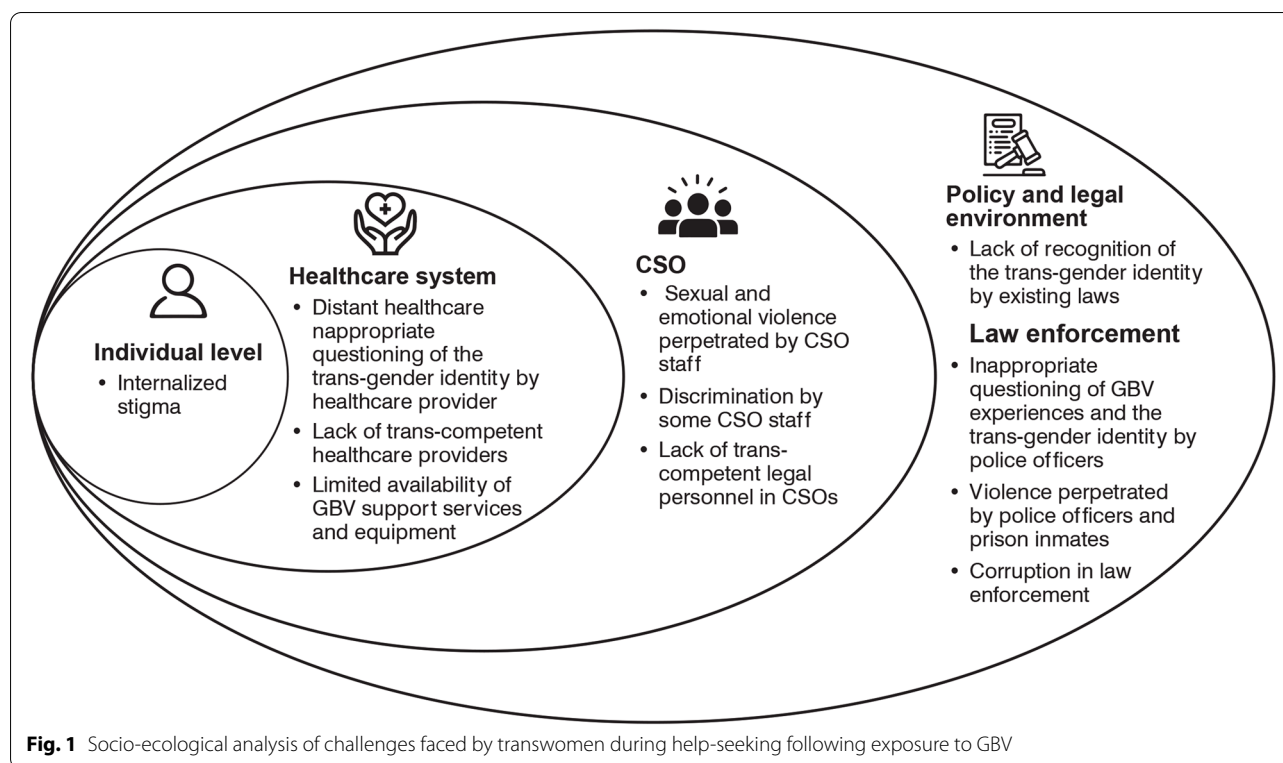 Individual level
• Internalized
stigma
Healthcare system
• Distant healthcare
nappropriate
questioning of the
trans-gender identity by
healthcare provider
• Lack of trans-competent
healthcare providers
• Limited availability of
GBV support services
and equipment
CSO
• Sexual and
emotional violence
perpetrated by CSO
staff
• Discrimination by
some CSO staff
• Lack of trans-
competent legal
personnel in CSOs
Policy and legal
environment
• Lack of recognition of
the trans-gender identity
by existing laws
Law enforcement
• Inappropriate
questioning of GBV
experiences and the
trans-gender identity by
police officers
• Violence perpetrated
by police officers and
prison inmates
• Corruption in law
enforcement
Fig. 1 Socio-ecological analysis of challenges faced by transwomen during help-seeking following exposure to GBV